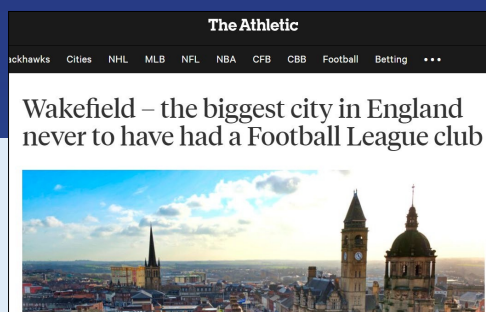 The Athletic
ackhawks Cities NHL MLB NFL NBA CFB CBB Football Betting •••
Wakefield – the biggest city in England
never to have had a Football League club